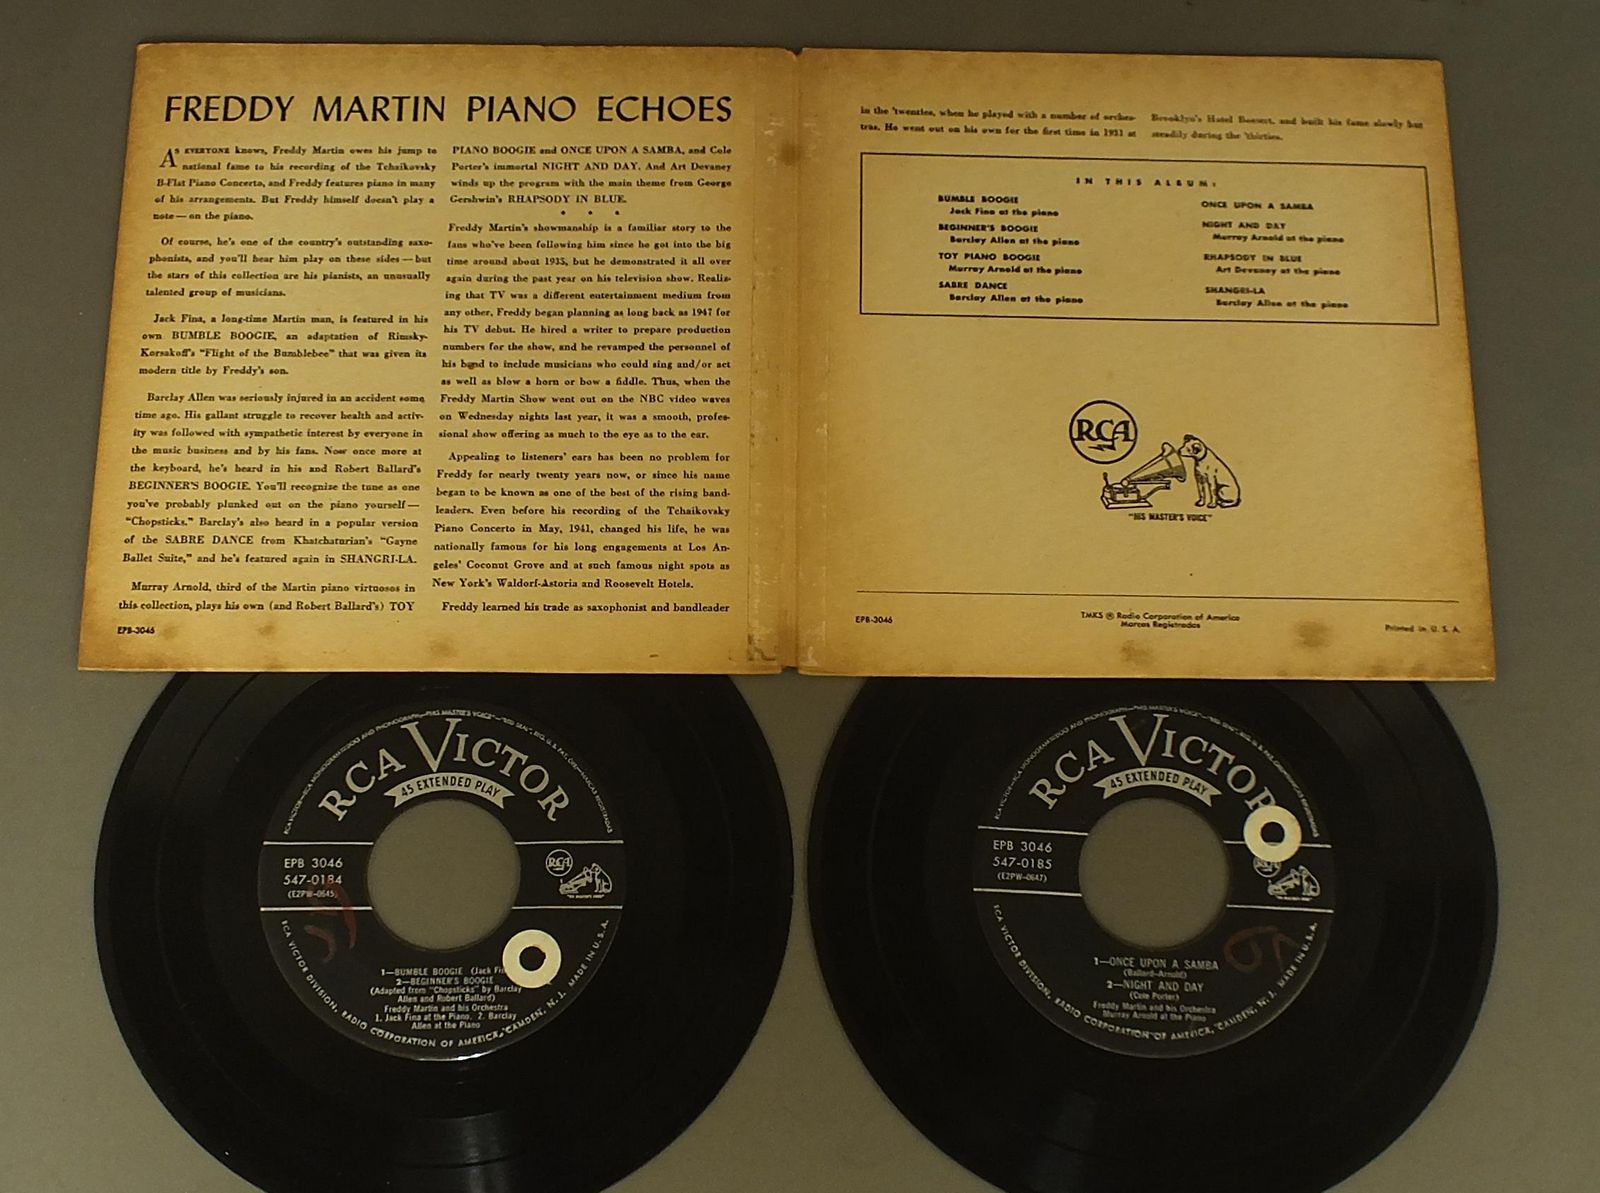 FREDDY MARTIN PIANO ECHOES
AS EVERYONE knows, Freddy Martin owes his jump to
national fame to his recording of the Tchaikovsky
B-Flat Piano Concerto, and Freddy features piano in many
of his arrangements. But Freddy himself doesn't play a
note — on the piano.
Of course, he's one of the country's outstanding saxo-
phonists, and you'll hear him play on these sides — but
the stars of this collection are his pianists, an unusually
talented group of musicians.
Jack Fina, a long-time Martin man, is featured in his
own BUMBLE BOOGIE, an adaptation of Rimsky-
Korsakoff's "Flight of the Bumblebee" that was given its
modern title by Freddy's son.
Barclay Allen was seriously injured in an accident some
time ago. His gallant struggle to recover health and activ-
ity was followed with sympathetic interest by everyone in
the music business and by his fans. Now once more at
the keyboard, he's heard in his and Robert Ballard's
BEGINNER'S BOOGIE. You'll recognize the tune as one
you've probably plunked out on the piano yourself —
"Chopsticks." Barclay's also heard in a popular version
of the SABRE DANCE from Khatchaturian's "Gayne
Ballet Suite," and he's featured again in SHANGRI-LA.
Murray Arnold, third of the Martin piano virtuosos in
this collection, plays his own (and Robert Ballard's) TOY
EPB-3046
PIANO BOOGIE and ONCE UPON A SAMBA, and Cole
Porter's immortal NIGHT AND DAY. And Art Devaney
winds up the program with the main theme from George
Gershwin's RHAPSODY IN BLUE.
• • •
Freddy Martin's showmanship is a familiar story to the
fans who've been following him since he got into the big
time around about 1933, but he demonstrated it all over
again during the past year on his television show. Realiz-
ing that TV was a different entertainment medium from
any other, Freddy began planning as long back as 1947 for
his TV debut. He hired a writer to prepare production
numbers for the show, and he revamped the personnel of
his band to include musicians who could sing and/or act
as well as blow a horn or bow a fiddle. Thus, when the
Freddy Martin Show went out on the NBC video waves
on Wednesday nights last year, it was a smooth, profes-
sional show offering as much to the eye as to the ear.
Appealing to listeners' ears has been no problem for
Freddy for nearly twenty years now, or since his name
began to be known as one of the best of the rising band-
leaders. Even before his recording of the Tchaikovsky
Piano Concerto in May, 1941, changed his life, he was
nationally famous for his long engagements at Los An-
geles' Coconut Grove and at such famous night spots as
New York's Waldorf-Astoria and Roosevelt Hotels.
Freddy learned his trade as saxophonist and bandleader
in the 'twenties, when he played with a number of orches-
tras. He went out on his own for the first time in 1931 at
Brooklyn's Hotel Bossert, and built his fame slowly but
steadily during the 'thirties.
IN THIS ALBUM:
BUMBLE BOOGIE
Jack Fina at the piano
BEGINNER'S BOOGIE
Barclay Allen at the piano
TOY PIANO BOOGIE
Murray Arnold at the piano
SABRE DANCE
Barclay Allen at the piano
ONCE UPON A SAMBA
NIGHT AND DAY
Murray Arnold at the piano
RHAPSODY IN BLUE
Art Devaney at the piano
SHANGRI-LA
Barclay Allen at the piano
RCA
"HIS MASTER'S VOICE"
EPB-3046
TMKS ® Radio Corporation of America
Marcas Registradas
Printed in U. S. A.
RCA VICTOR
45 EXTENDED PLAY
EPB 3046
547-0184
(E2PW-0645)
RCA
1—BUMBLE BOOGIE (Jack
2—BEGINNER'S BOOGIE
(Adapted from "Chopsticks" by Barclay
Allen and Robert Ballard)
Freddy Martin and his Orchestra
1. Jack Fina at the Piano. 2. Barclay
Allen at the Piano
RCA VICTOR DIVISION, RADIO CORPORATION OF AMERICA, CAMDEN, N. J. MADE IN U.S.A.
RCA VICTOR
45 EXTENDED PLAY
EPB 3046
547-0185
(E2PW-0647)
RCA
1—ONCE UPON A SAMBA
(Ballard-Arnold)
2—NIGHT AND DAY
(Cole Porter)
Freddy Martin and his Orchestra
Murray Arnold at the Piano
RCA VICTOR DIVISION, RADIO CORPORATION OF AMERICA, CAMDEN, N. J. MADE IN U.S.A.